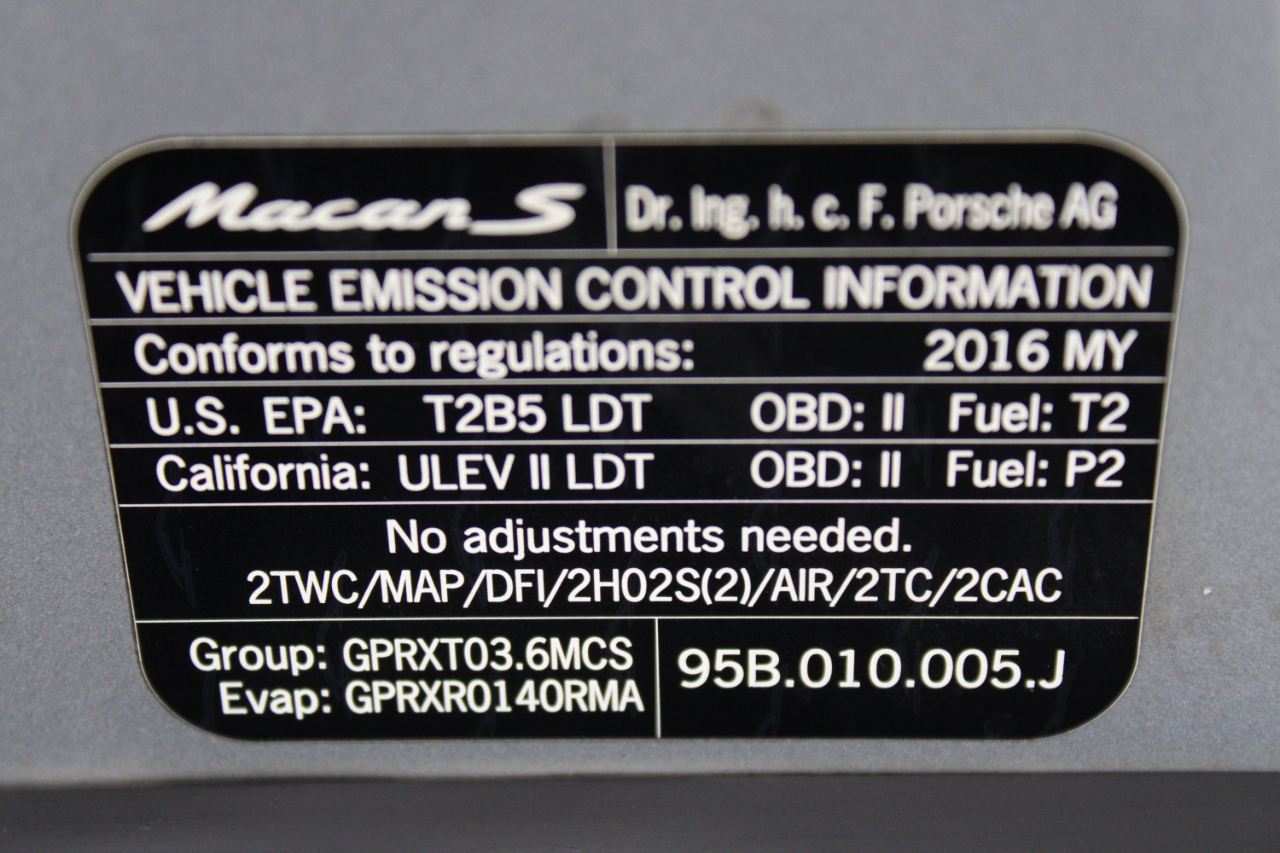 Macan S Dr. Ing. h. c. F. Porsche AG
VEHICLE EMISSION CONTROL INFORMATION
Conforms to regulations: 2016 MY
U.S. EPA: T2B5 LDT OBD: II Fuel: T2
California: ULEV II LDT OBD: II Fuel: P2
No adjustments needed.
2TWC/MAP/DFI/2HO2S(2)/AIR/2TC/2CAC
Group: GPRXT03.6MCS
Evap: GPRXR0140RMA
95B.010.005.J